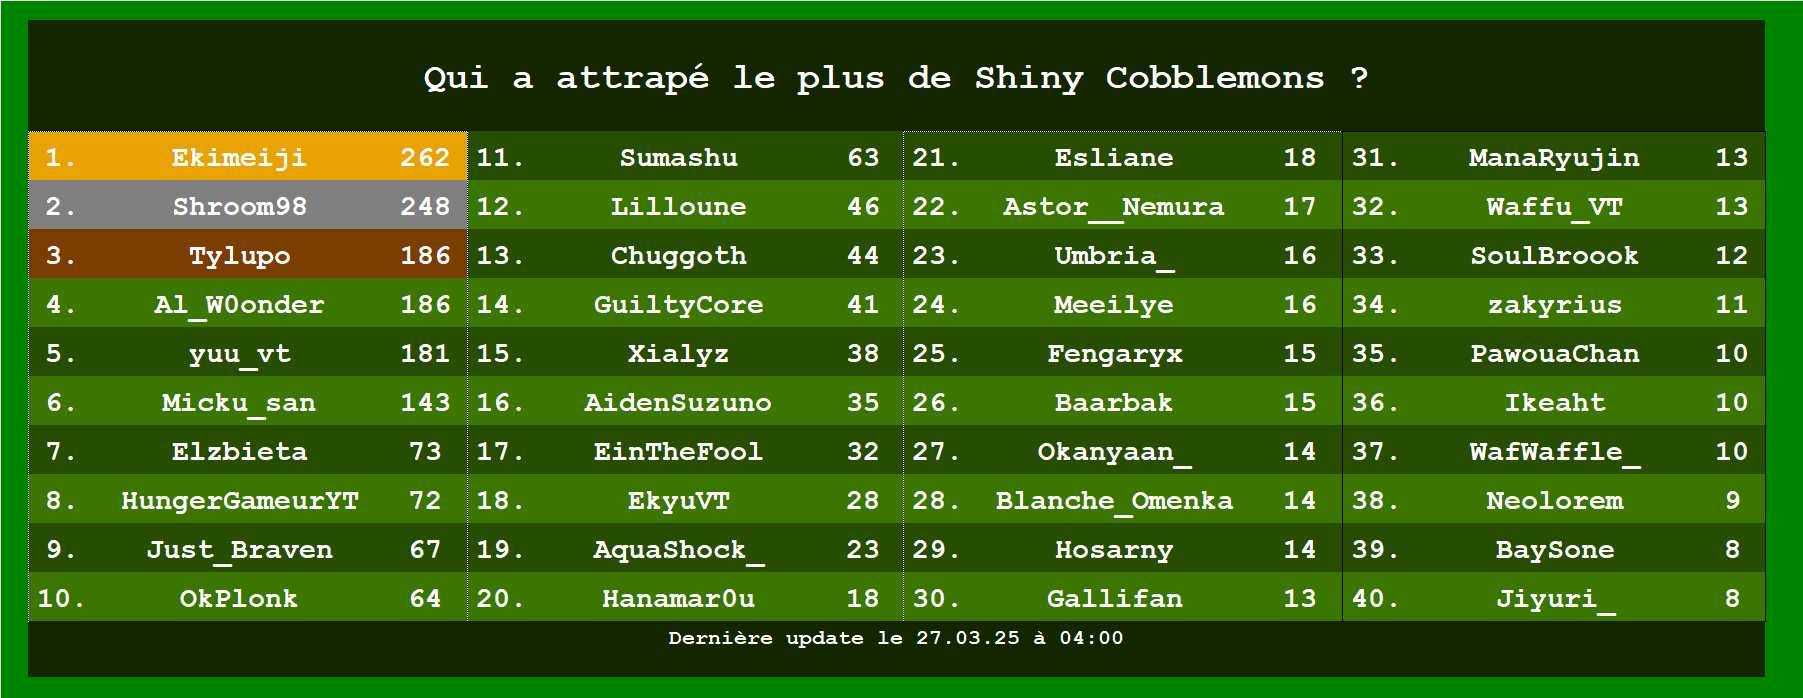 Qui a attrapé le plus de Shiny Cobblemons ?
1. Ekimeiji 262 11. Sumashu 63 21. Esliane 18 31. ManaRyujin 13
2. Shroom98 248 12. Lilloune 46 22. Astor__Nemura 17 32. Waffu_VT 13
3. Tylupo 186 13. Chuggoth 44 23. Umbria_ 16 33. SoulBroook 12
4. Al_W0onder 186 14. GuiltyCore 41 24. Meeilye 16 34. zakyrius 11
5. yuu_vt 181 15. Xialyz 38 25. Fengaryx 15 35. PawouaChan 10
6. Micku_san 143 16. AidenSuzuno 35 26. Baarbak 15 36. Ikeaht 10
7. Elzbieta 73 17. EinTheFool 32 27. Okanyaan_ 14 37. WafWaffle_ 10
8. HungerGameurYT 72 18. EkyuVT 28 28. Blanche_Omenka 14 38. Neolorem 9
9. Just_Braven 67 19. AquaShock_ 23 29. Hosarny 14 39. BaySone 8
10. OkPlonk 64 20. Hanamar0u 18 30. Gallifan 13 40. Jiyuri_ 8
Dernière update le 27.03.25 à 04:00